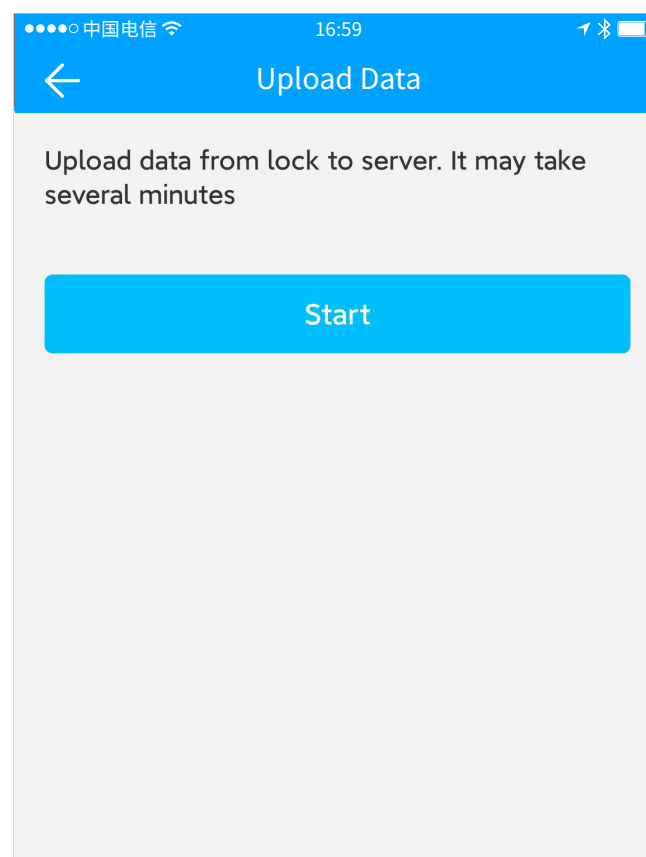 中国电信 16:59
Upload Data
Upload data from lock to server. It may take
several minutes
Start